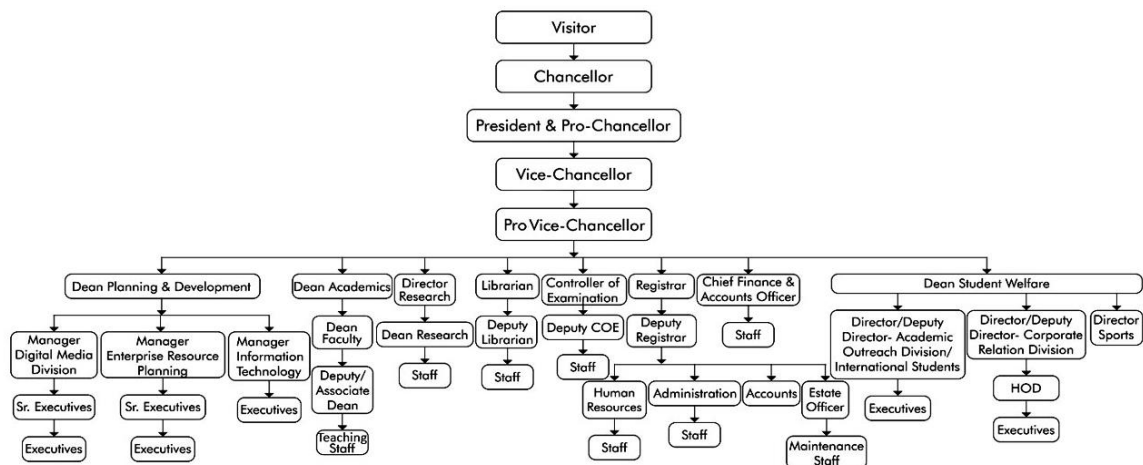 Visitor
Chancellor
President & Pro-Chancellor
Vice-Chancellor
Pro Vice-Chancellor
Dean Planning & Development
Dean Academics
Director
Research
Librarian
Controller of
Examination
Registrar
Chief Finance &
Accounts Officer
Dean Student Welfare
Manager
Digital Media
Division
Manager
Enterprise Resource
Planning
Manager
Information
Technology
Dean
Faculty
Dean Research
Deputy
Librarian
Deputy COE
Deputy
Registrar
Staff
Director/Deputy
Director- Academic
Outreach Division/
International Students
Director/Deputy
Director- Corporate
Relation Division
Director
Sports
Sr. Executives
Sr. Executives
Executives
Deputy/
Associate
Dean
Staff
Staff
Staff
Human
Resources
Administration
Accounts
Estate
Officer
Executives
HOD
Executives
Executives
Teaching
Staff
Staff
Staff
Maintenance
Staff
Executives